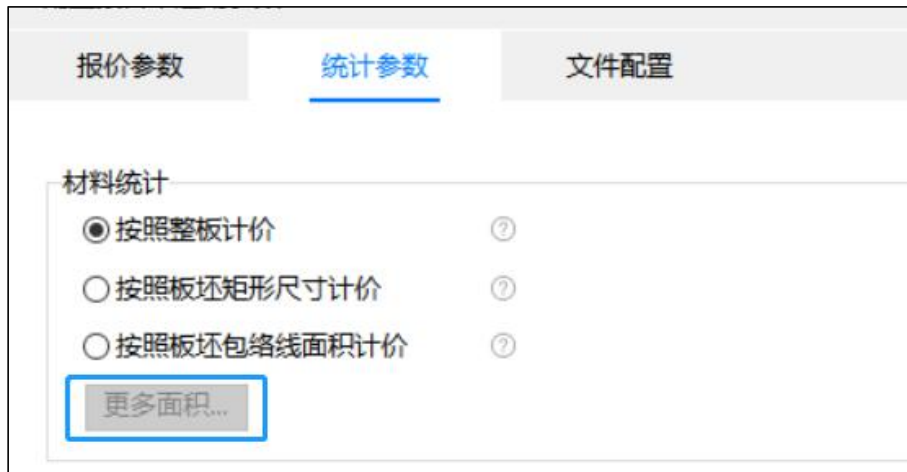 报价参数 统计参数 文件配置
材料统计
按照整板计价 ?
按照板坯矩形尺寸计价 ?
按照板坯包络线面积计价 ?
更多面积...